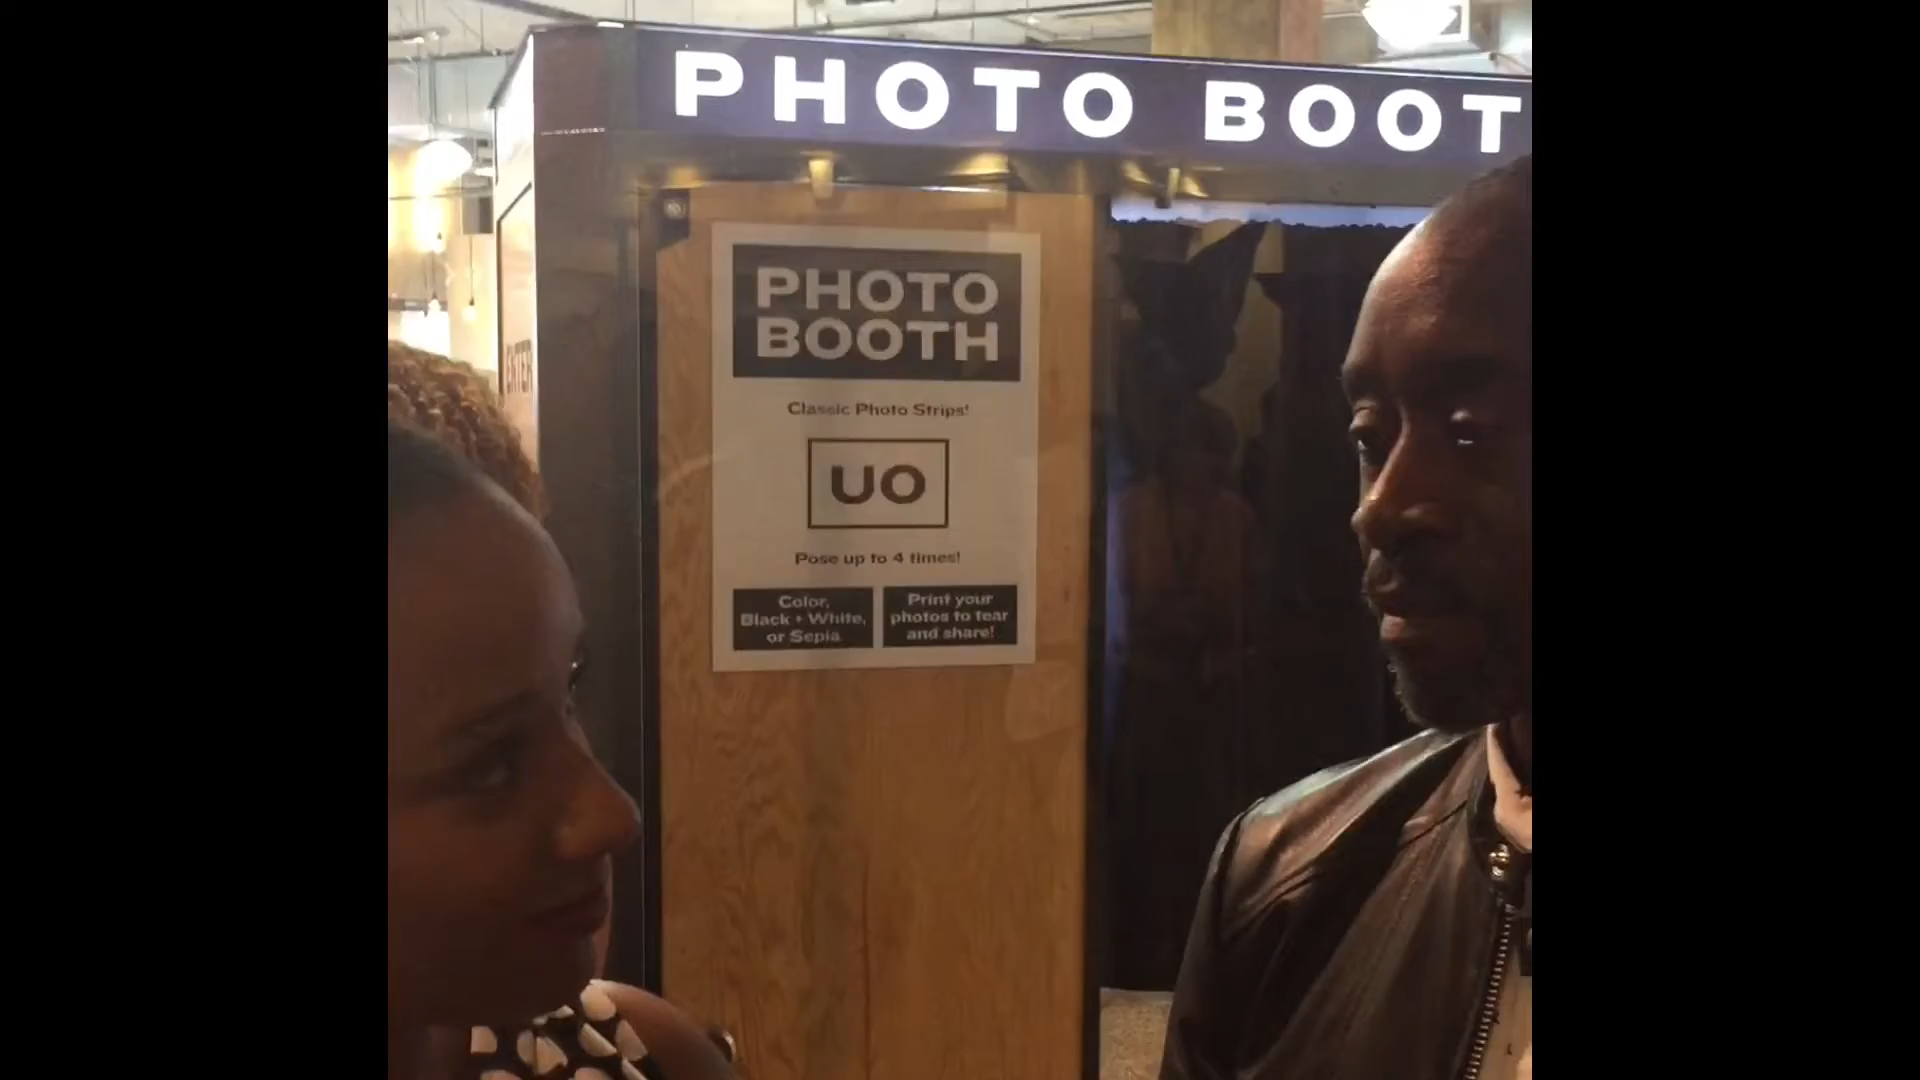 PHOTO BOOT
PHOTO
BOOTH
ENTER
Classic Photo Strips!
UO
Pose up to 4 times!
Color,
Black + White,
or Sepia
Print your
photos to tear
and share!